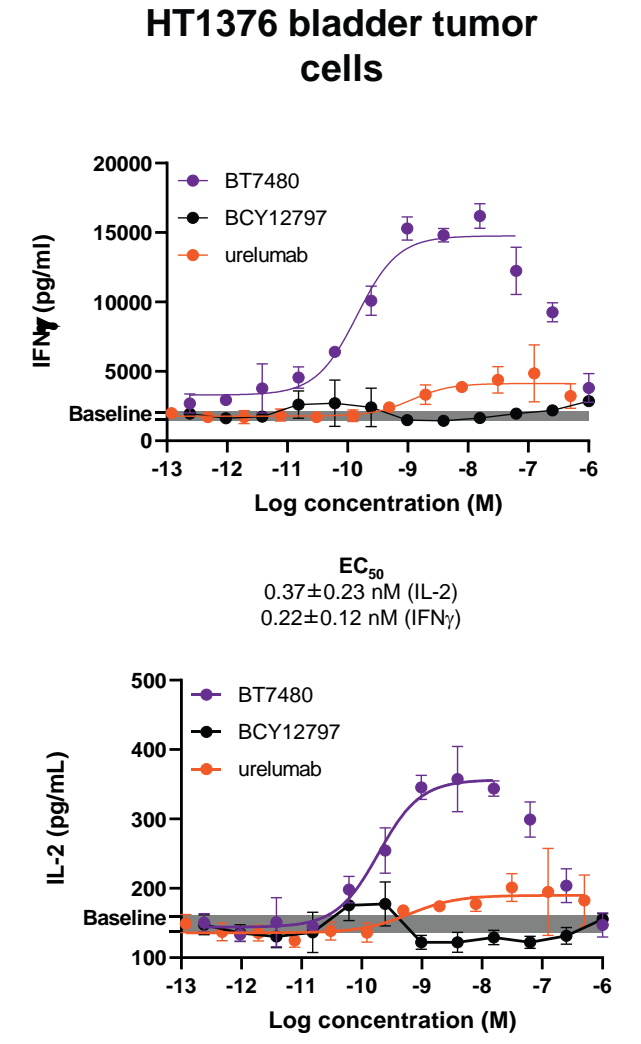 HT1376 bladder tumor
cells
20000
15000
10000
5000
Baseline
0
IFNγ (pg/ml)
BT7480
BCY12797
urelumab
-13 -12 -11 -10 -9 -8 -7 -6
Log concentration (M)
EC50
0.37±0.23 nM (IL-2)
0.22±0.12 nM (IFNγ)
500
400
300
200
Baseline
100
IL-2 (pg/mL)
BT7480
BCY12797
urelumab
-13 -12 -11 -10 -9 -8 -7 -6
Log concentration (M)